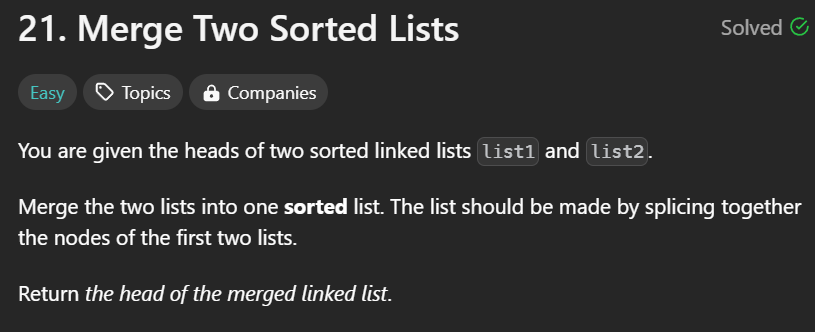 21. Merge Two Sorted Lists
Solved
Easy
Topics
Companies
You are given the heads of two sorted linked lists list1 and list2.
Merge the two lists into one sorted list. The list should be made by splicing together
the nodes of the first two lists.
Return the head of the merged linked list.